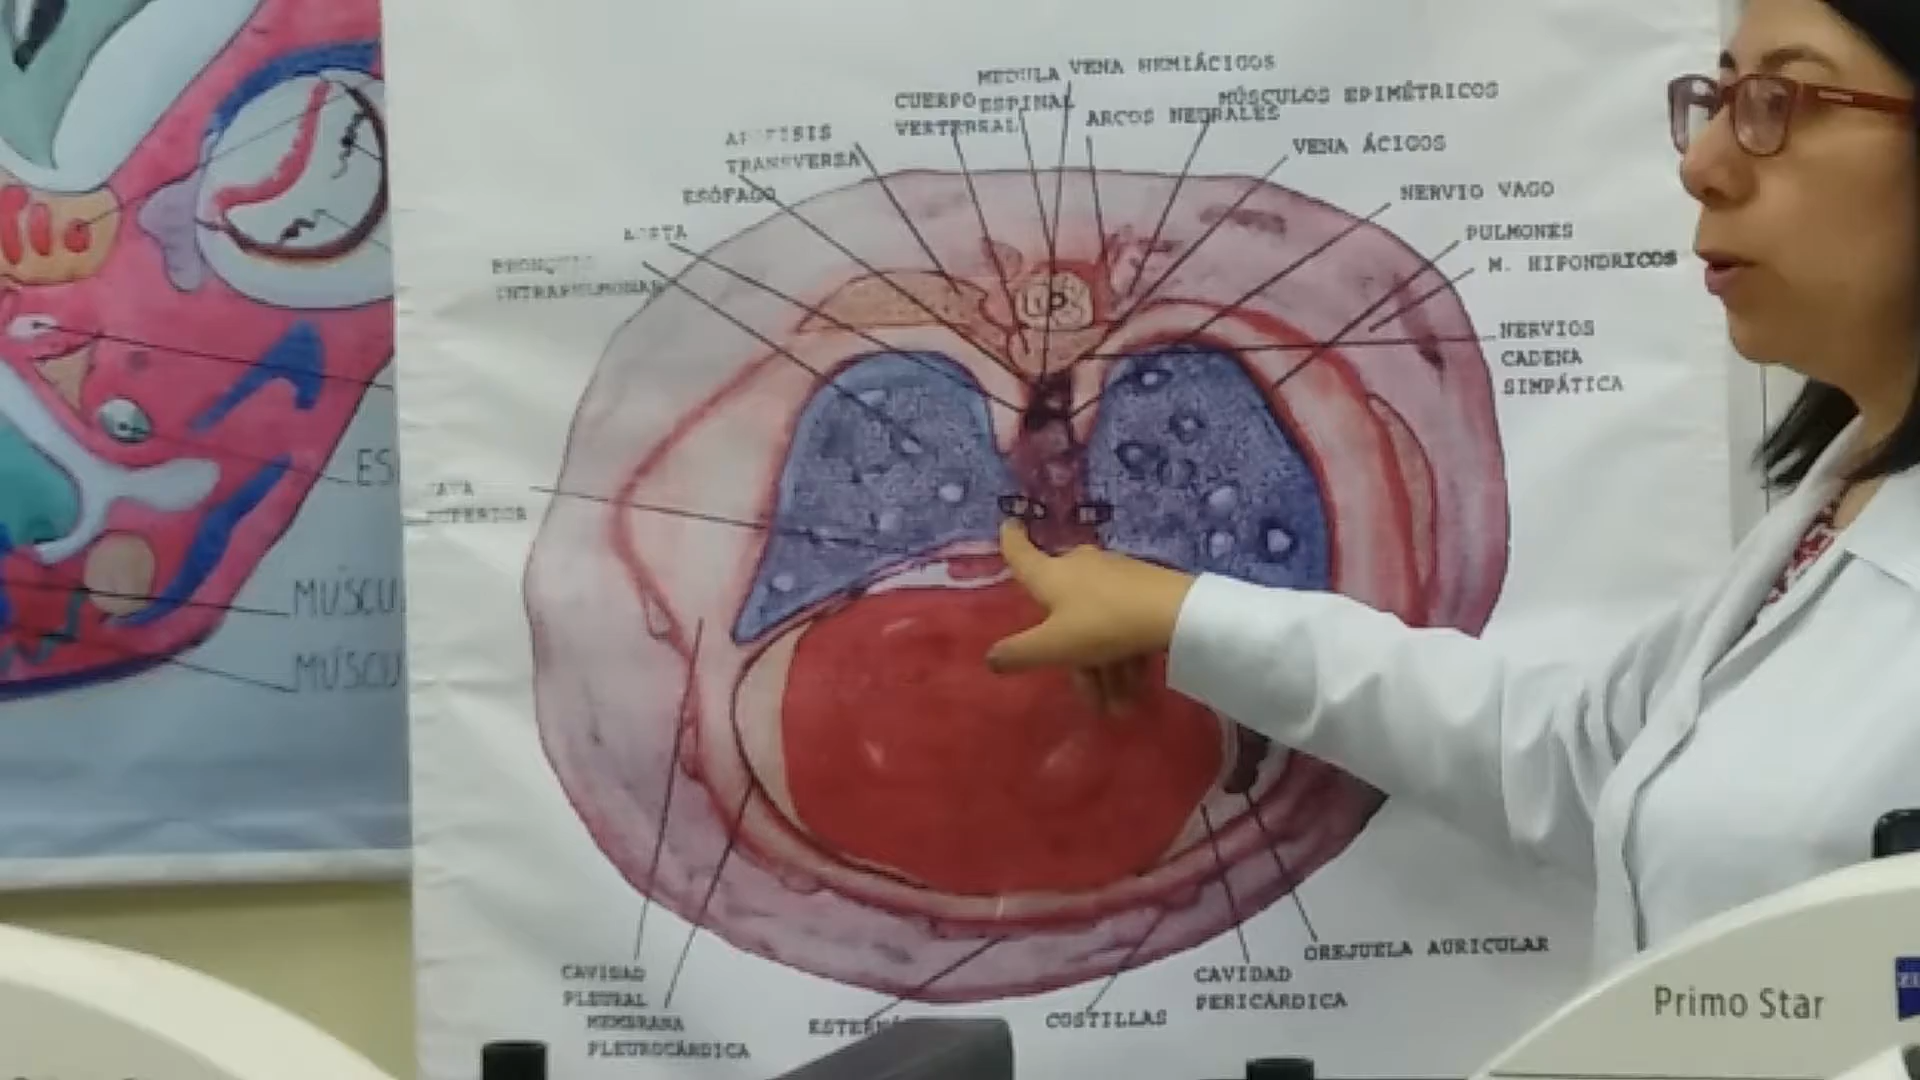 MEDULA
ESPINAL
VENA HEMIÁCIGOS
CUERPO
VERTEBRAL
ARCOS NEURALES
MÚSCULOS EPIMÉTRICOS
TRANSVERSA
ESÓFAGO
VENA ÁCIGOS
NERVIO VAGO
PULMONES
M. HIPONDRICOS
NERVIOS
CADENA
SIMPÁTICA
INTRAPULMONAR
ES
SUPERIOR
MÚSCU
MÚSCU
CAVIDAD
PLEURAL
MEMBRANA
PLEUROCÁRDICA
COSTILLAS
CAVIDAD
PERICÁRDICA
OREJUELA AURICULAR
Primo Star